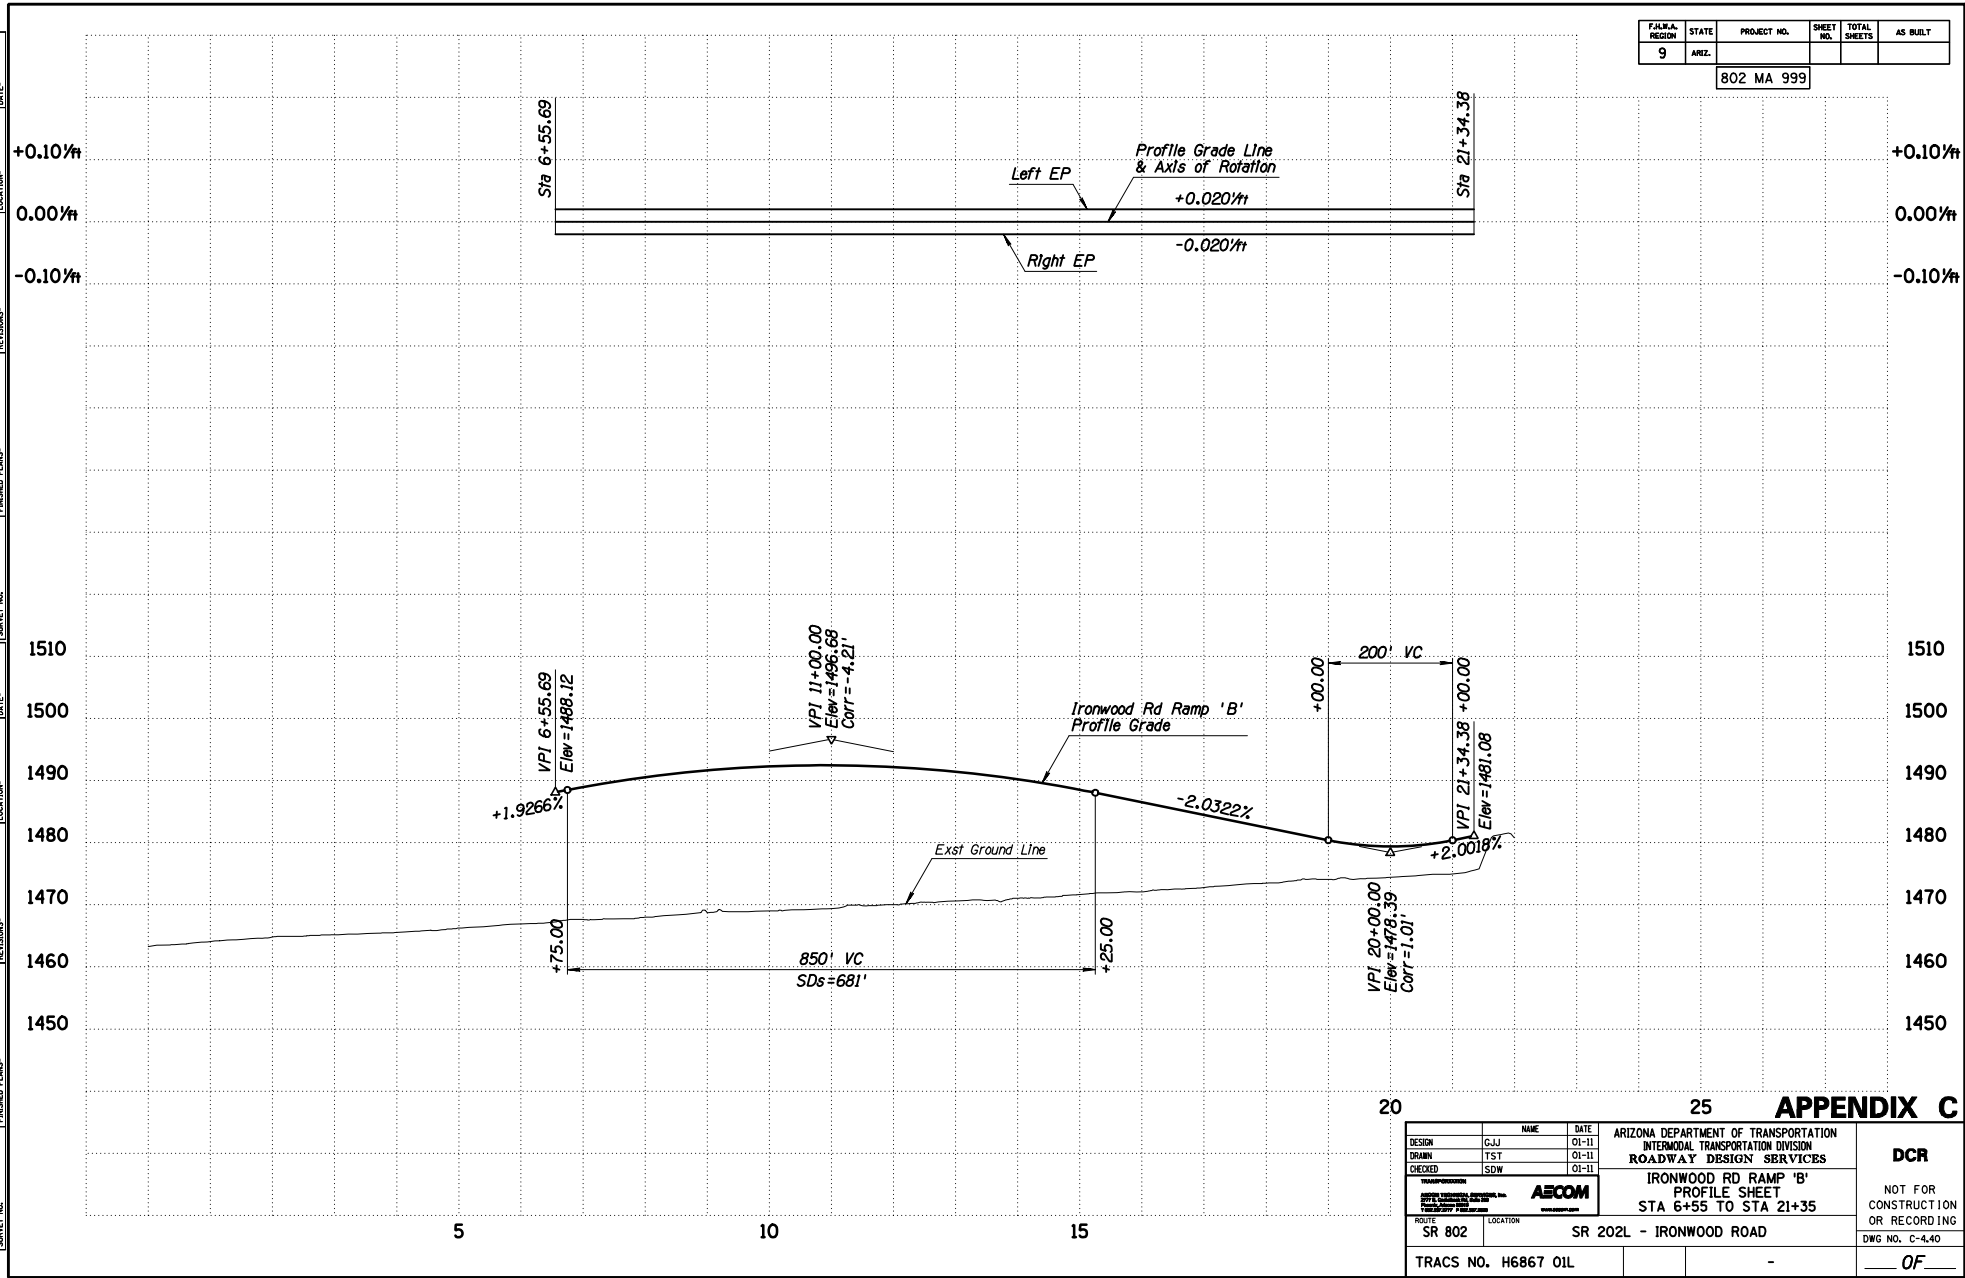 F.H.W.A. REGION
STATE
PROJECT NO.
SHEET NO.
TOTAL SHEETS
AS BUILT
9
ARIZ.
802 MA 999
Sta 6+55.69
Sta 21+34.38
+0.10'/ft
+0.10'/ft
0.00'/ft
0.00'/ft
-0.10'/ft
-0.10'/ft
Left EP
Profile Grade Line
& Axis of Rotation
+0.020'/ft
-0.020'/ft
Right EP
1510
1510
1500
1500
1490
1490
1480
1480
1470
1470
1460
1460
1450
1450
VPI 6+55.69
Elev=1488.12
+1.9266%
VPI 11+00.00
Elev=1496.68
Corr=-4.21'
Ironwood Rd Ramp 'B'
Profile Grade
-2.0322%
+00.00
200' VC
+00.00
VPI 21+34.38
Elev=1481.08
+2.0018%
Exst Ground Line
+75.00
850' VC
SDs=681'
+25.00
VPI 20+00.00
Elev=1478.39
Corr=1.01'
5
10
15
20
25
APPENDIX C
NAME
DATE
DESIGN
GJJ
01-11
DRAWN
TST
01-11
CHECKED
SDW
01-11
ARIZONA DEPARTMENT OF TRANSPORTATION
INTERMODAL TRANSPORTATION DIVISION
ROADWAY DESIGN SERVICES
DCR
AECOM
IRONWOOD RD RAMP 'B'
PROFILE SHEET
STA 6+55 TO STA 21+35
NOT FOR
CONSTRUCTION
OR RECORDING
ROUTE
SR 802
LOCATION
SR 202L - IRONWOOD ROAD
DWG NO. C-4.40
TRACS NO. H6867 01L
-
OF